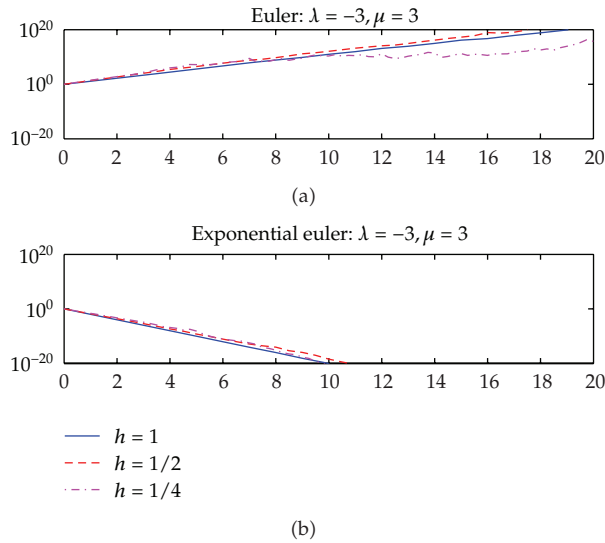 Euler: λ = −3, μ = 3
10^20
10^0
10^−20
0 2 4 6 8 10 12 14 16 18 20
(a)
Exponential euler: λ = −3, μ = 3
10^20
10^0
10^−20
0 2 4 6 8 10 12 14 16 18 20
h = 1
h = 1/2
h = 1/4
(b)